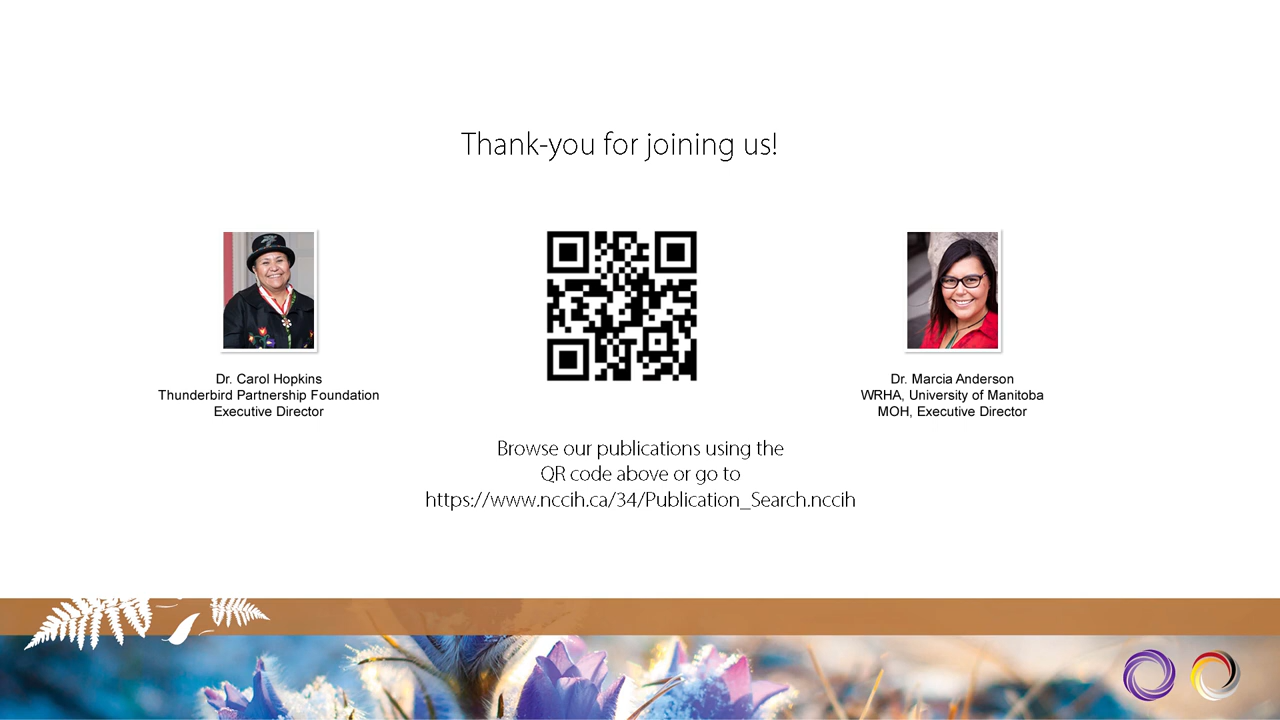 Thank-you for joining us!
Dr. Carol Hopkins
Thunderbird Partnership Foundation
Executive Director
Dr. Marcia Anderson
WRHA, University of Manitoba
MOH, Executive Director
Browse our publications using the
QR code above or go to
https://www.nccih.ca/34/Publication_Search.nccih